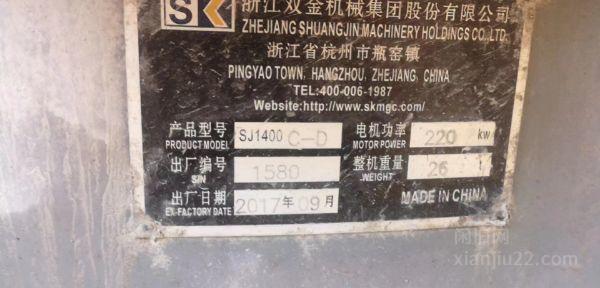 SK 浙江双金机械集团股份有限公司
ZHEJIANG SHUANGJIN MACHINERY HOLDINGS CO.,LTD.
浙江省杭州市瓶窑镇
PINGYAO TOWN, HANGZHOU, ZHEJIANG, CHINA
TEL:400-006-1987
Website:http://www.skmgc.com/
产品型号 SJ1400 C-D 电机功率 220 kw
PRODUCT MODEL MOTOR POWER
出厂编号 1580 整机重量 26 t
S/N WEIGHT
出厂日期 2017年09月 MADE IN CHINA
EX-FACTORY DATE
闲旧网
xianjiu22.com